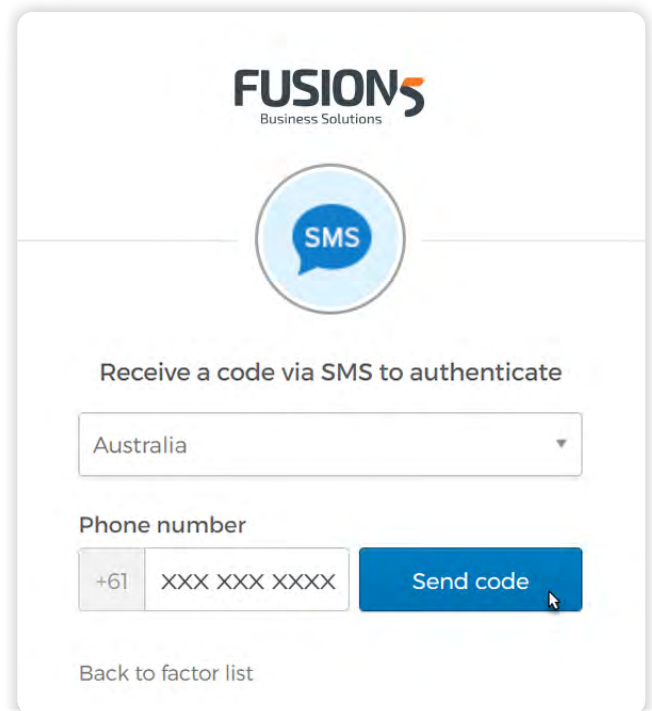 FUSION5
Business Solutions
SMS
Receive a code via SMS to authenticate
Australia
Phone number
+61 XXX XXX XXXX Send code
Back to factor list